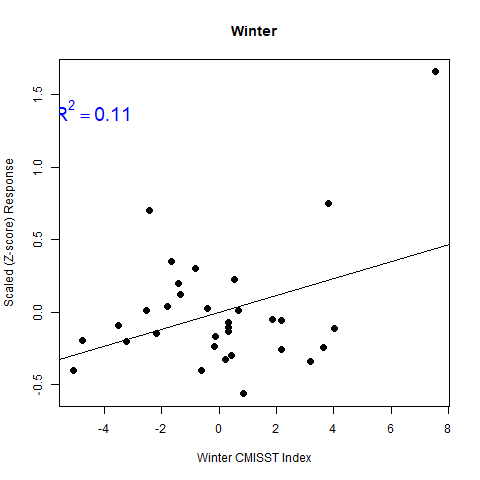 Winter
R² = 0.11
Scaled (Z-score) Response
1.5
1.0
0.5
0.0
-0.5
-4 -2 0 2 4 6 8
Winter CMISST Index